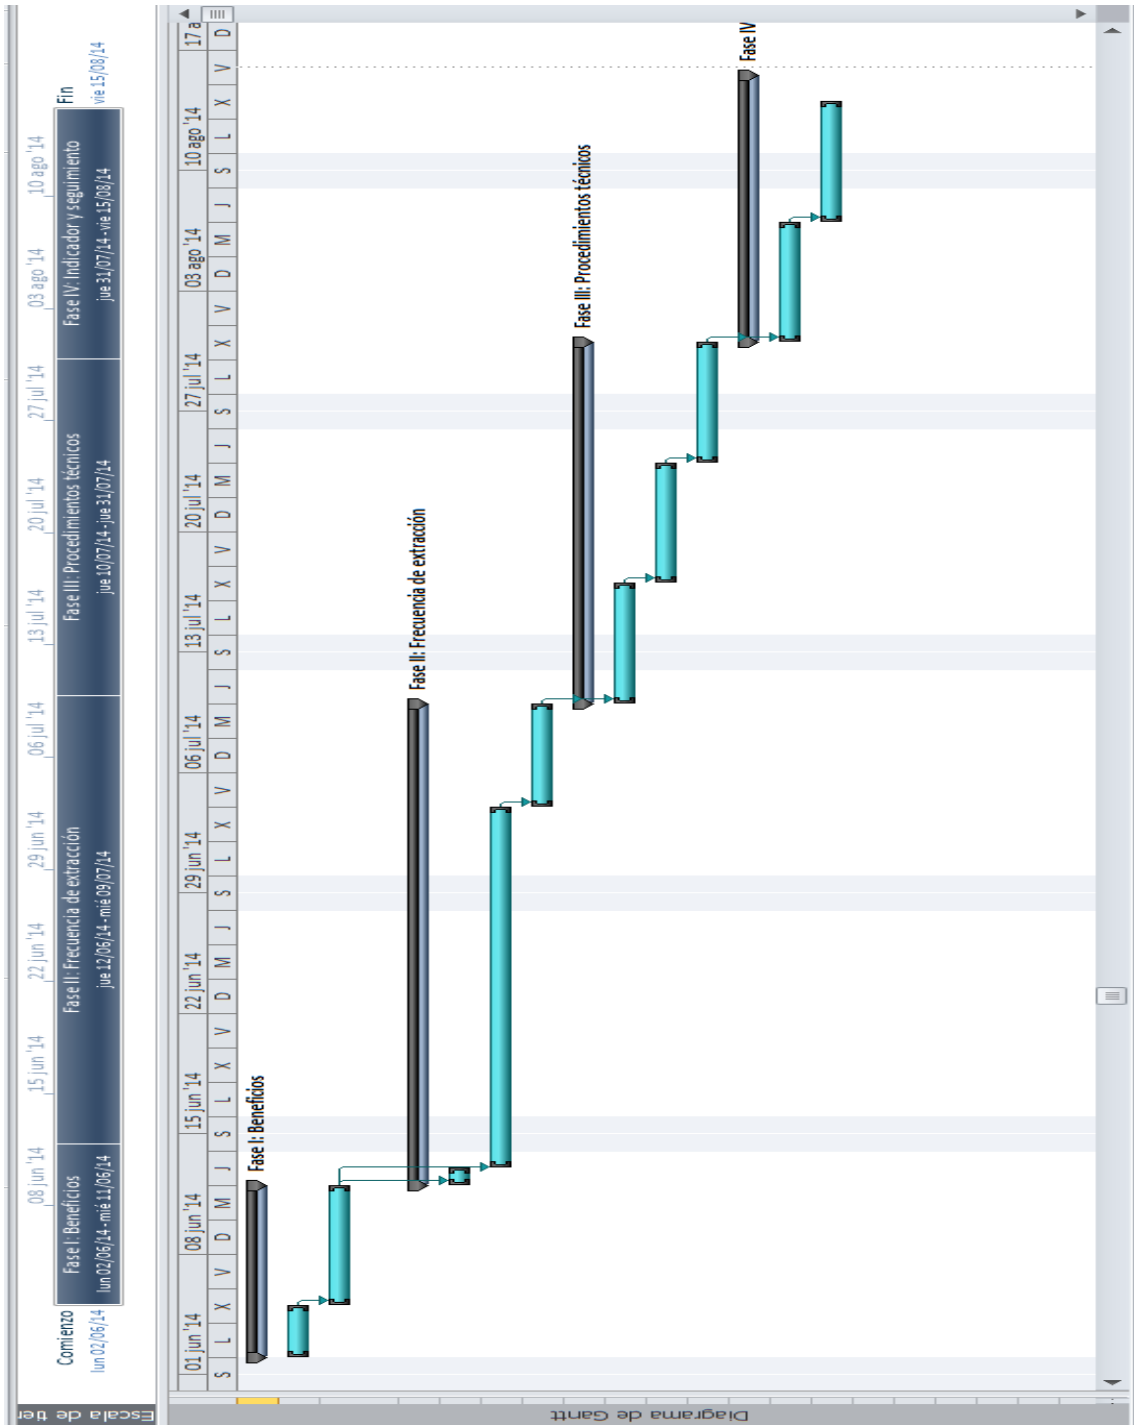 Escala de tier
Comienzo
lun 02/06/14
08 jun '14
15 jun '14
22 jun '14
29 jun '14
06 jul '14
13 jul '14
20 jul '14
27 jul '14
03 ago '14
10 ago '14
Fase I: Beneficios
lun 02/06/14 - mié 11/06/14
Fase II: Frecuencia de extracción
jue 12/06/14 - mié 09/07/14
Fase III: Procedimientos técnicos
jue 10/07/14 - jue 31/07/14
Fase IV: Indicador y seguimiento
jue 31/07/14 - vie 15/08/14
Fin
vie 15/08/14
Diagrama de Gantt
01 jun '14 08 jun '14 15 jun '14 22 jun '14 29 jun '14 06 jul '14 13 jul '14 20 jul '14 27 jul '14 03 ago '14 10 ago '14 17 a
S L X V D M J S L X V D M J S L X V D M J S L X V D M J S L X V D M J S L X V D
Fase I: Beneficios
Fase II: Frecuencia de extracción
Fase III: Procedimientos técnicos
Fase IV